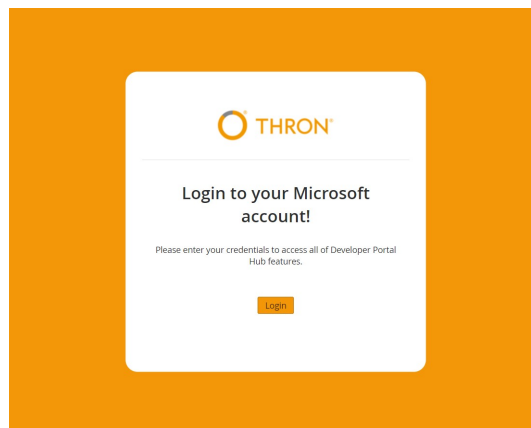 THRON
Login to your Microsoft
account!
Please enter your credentials to access all of Developer Portal
Hub features.
Login